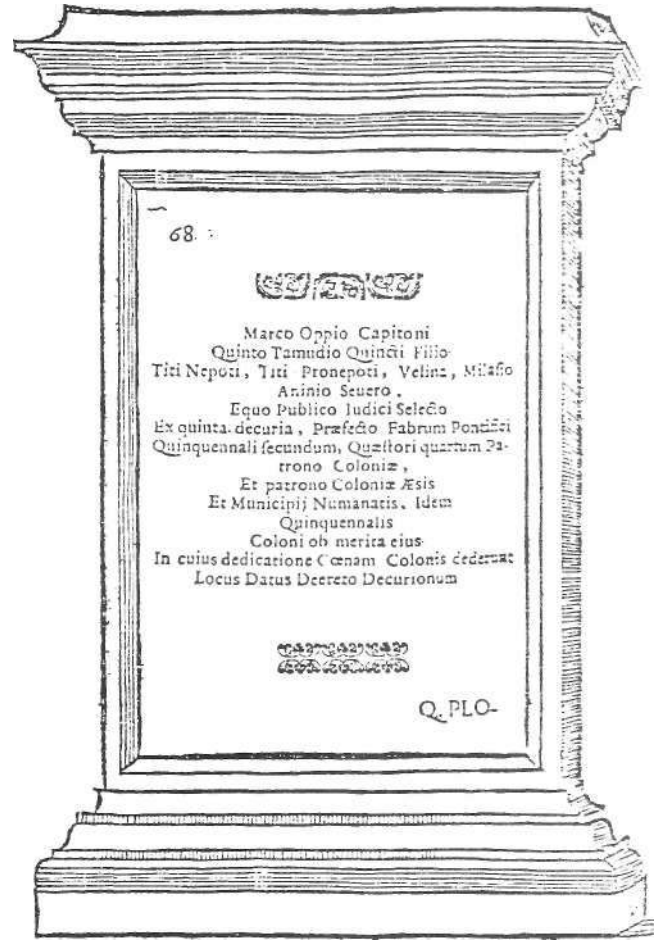 68.
Marco Oppio Capitoni
Quinto Tamudio Quincti Filio
Titi Nepoti, Titi Pronepoti, Velina, Milasio
Aninio Seuero,
Equo Publico Iudici Selecto
Ex quinta. decuria, Præfecto Fabrum Pontifici
Quinquennali secundum, Quæstori quartum Pa-
trono Coloniæ,
Et patrono Coloniæ Æsis
Et Municipij Numanatis. Idem
Quinquennalis
Coloni ob merita eius
In cuius dedicatione Cœnam Colonis dederunt
Locus Datus Decreto Decurionum
Q. PLO-